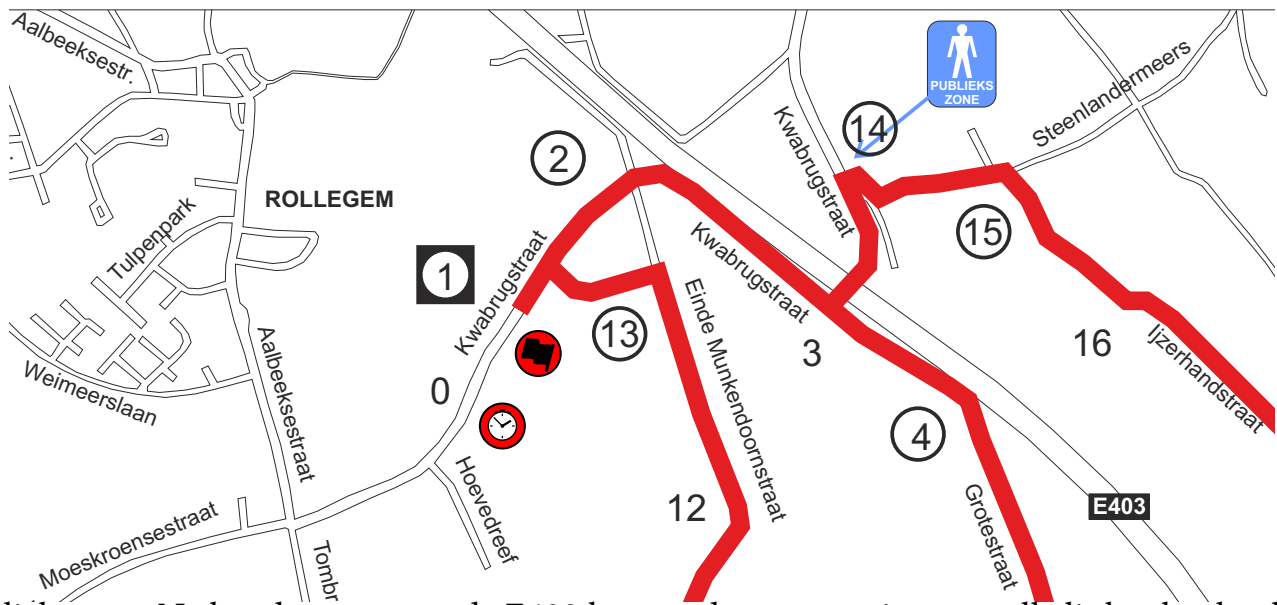 Aalbeeksestr.
PUBLIEKS
ZONE
Steenlandermeers
14
Kwabrugstraat
2
ROLLEGEM
Tulpenpark
15
Kwabrugstraat
1
Kwabrugstraat
Einde Munkendoornstraat
13
16
Ijzerhandstraat
3
Weimeerslaan
Aalbeeksestraat
0
4
Hoevedreef
12
Grotestraat
E403
Moeskroensestraat
Tombr